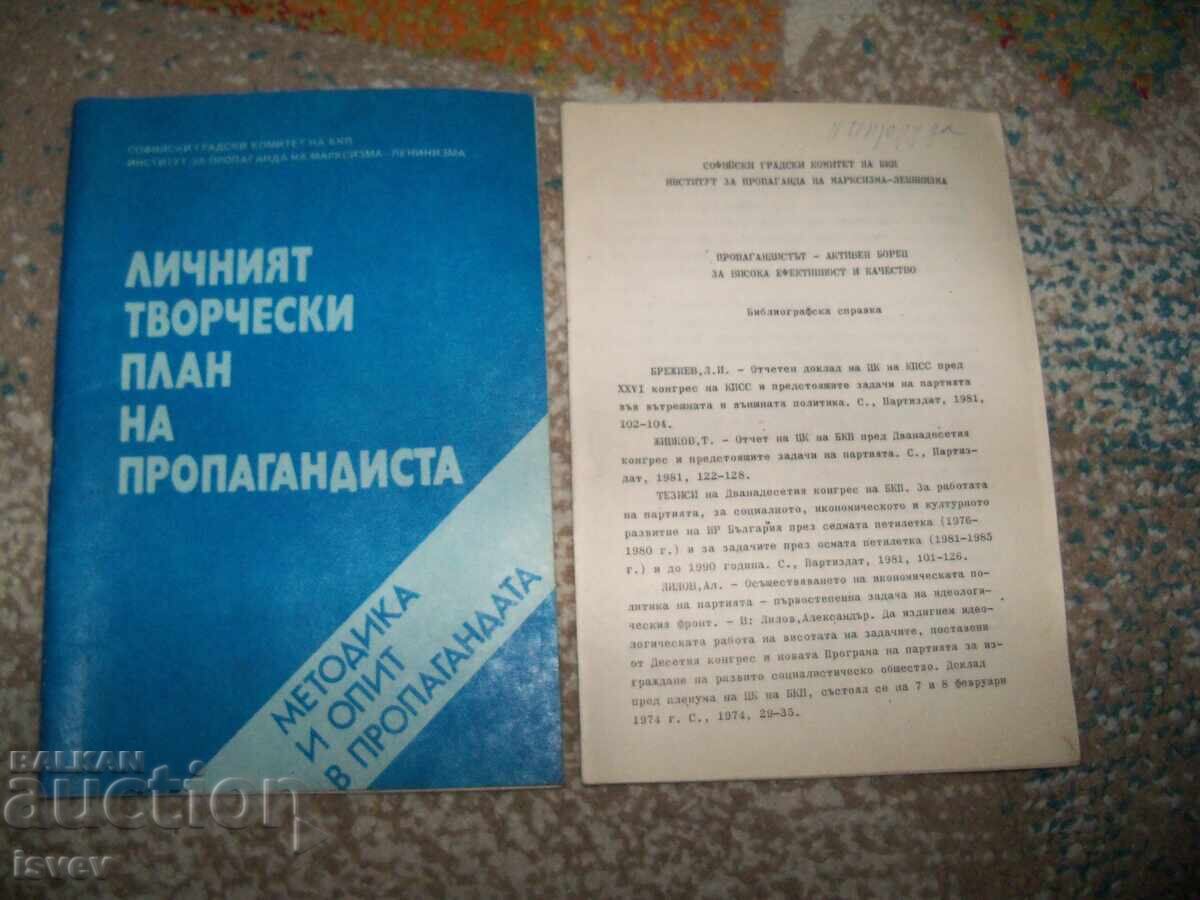 СОФИЙСКИ ГРАДСКИ КОМИТЕТ НА БКП
ИНСТИТУТ ЗА ПРОПАГАНДА НА МАРКСИЗМА-ЛЕНИНИЗМА
ЛИЧНИЯТ
ТВОРЧЕСКИ
ПЛАН
НА
ПРОПАГАНДИСТА
МЕТОДИКА
И ОПИТ
В ПРОПАГАНДАТА
СОФИЙСКИ ГРАДСКИ КОМИТЕТ НА БКП
ИНСТИТУТ ЗА ПРОПАГАНДА НА МАРКСИЗМА-ЛЕНИНИЗМА
ПРОПАГАНДИСТЪТ - АКТИВЕН БОРЕЦ
ЗА ВИСОКА ЕФЕКТИВНОСТ И КАЧЕСТВО
Библиографска справка
БРЕЖНЕВ,Л.И. - Отчетен доклад на ЦК на КПСС пред
XXVI конгрес на КПСС и предстоящите задачи на партията
във вътрешната и външната политика. С., Партиздат, 1981,
102-104.
ЖИВКОВ,Т. - Отчет на ЦК на БКП пред Дванадесетия
конгрес и предстоящите задачи на партията. С., Партиз-
дат, 1981, 122-128.
ТЕЗИСИ на Дванадесетия конгрес на БКП. За работата
на партията, за социалното, икономическото и културното
развитие на НР България през седмата петилетка (1976-
1980 г.) и за задачите през осмата петилетка (1981-1985
г.) и до 1990 година. С., Партиздат, 1981, 101-126.
ЛИЛОВ,Ал. - Осъществяването на икономическата по-
литика на партията - първостепенна задача на идеологи-
ческия фронт. - В: Лилов,Александър. Да издигнем идео-
логическата работа на висотата на задачите, поставени
от Десетия конгрес и новата Програма на партията за из-
граждане на развито социалистическо общество. Доклад
пред пленума на ЦК на БКП, състоял се на 7 и 8 февруари
1974 г. С., 1974, 29-35.
BALKAN
auction
isvev